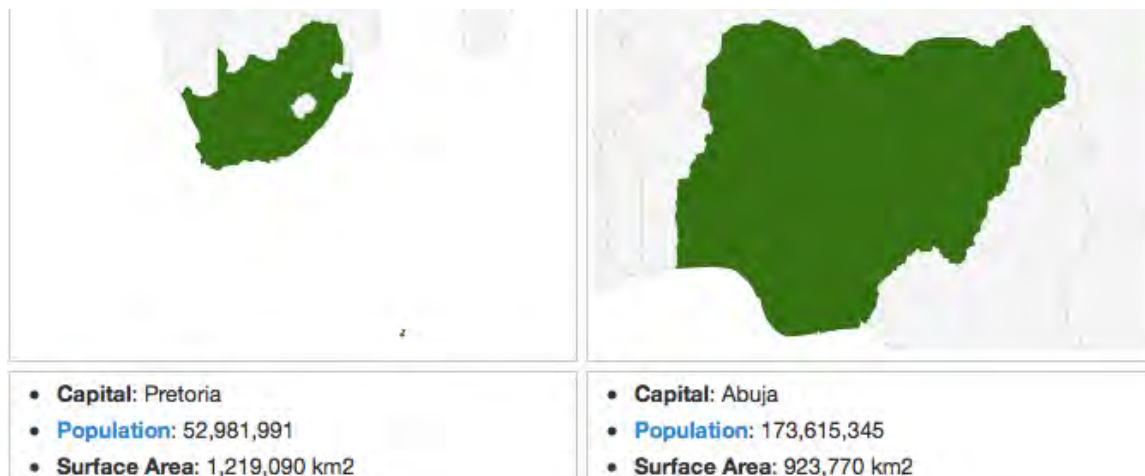 • Capital: Pretoria
• Population: 52,981,991
• Surface Area: 1,219,090 km2
• Capital: Abuja
• Population: 173,615,345
• Surface Area: 923,770 km2